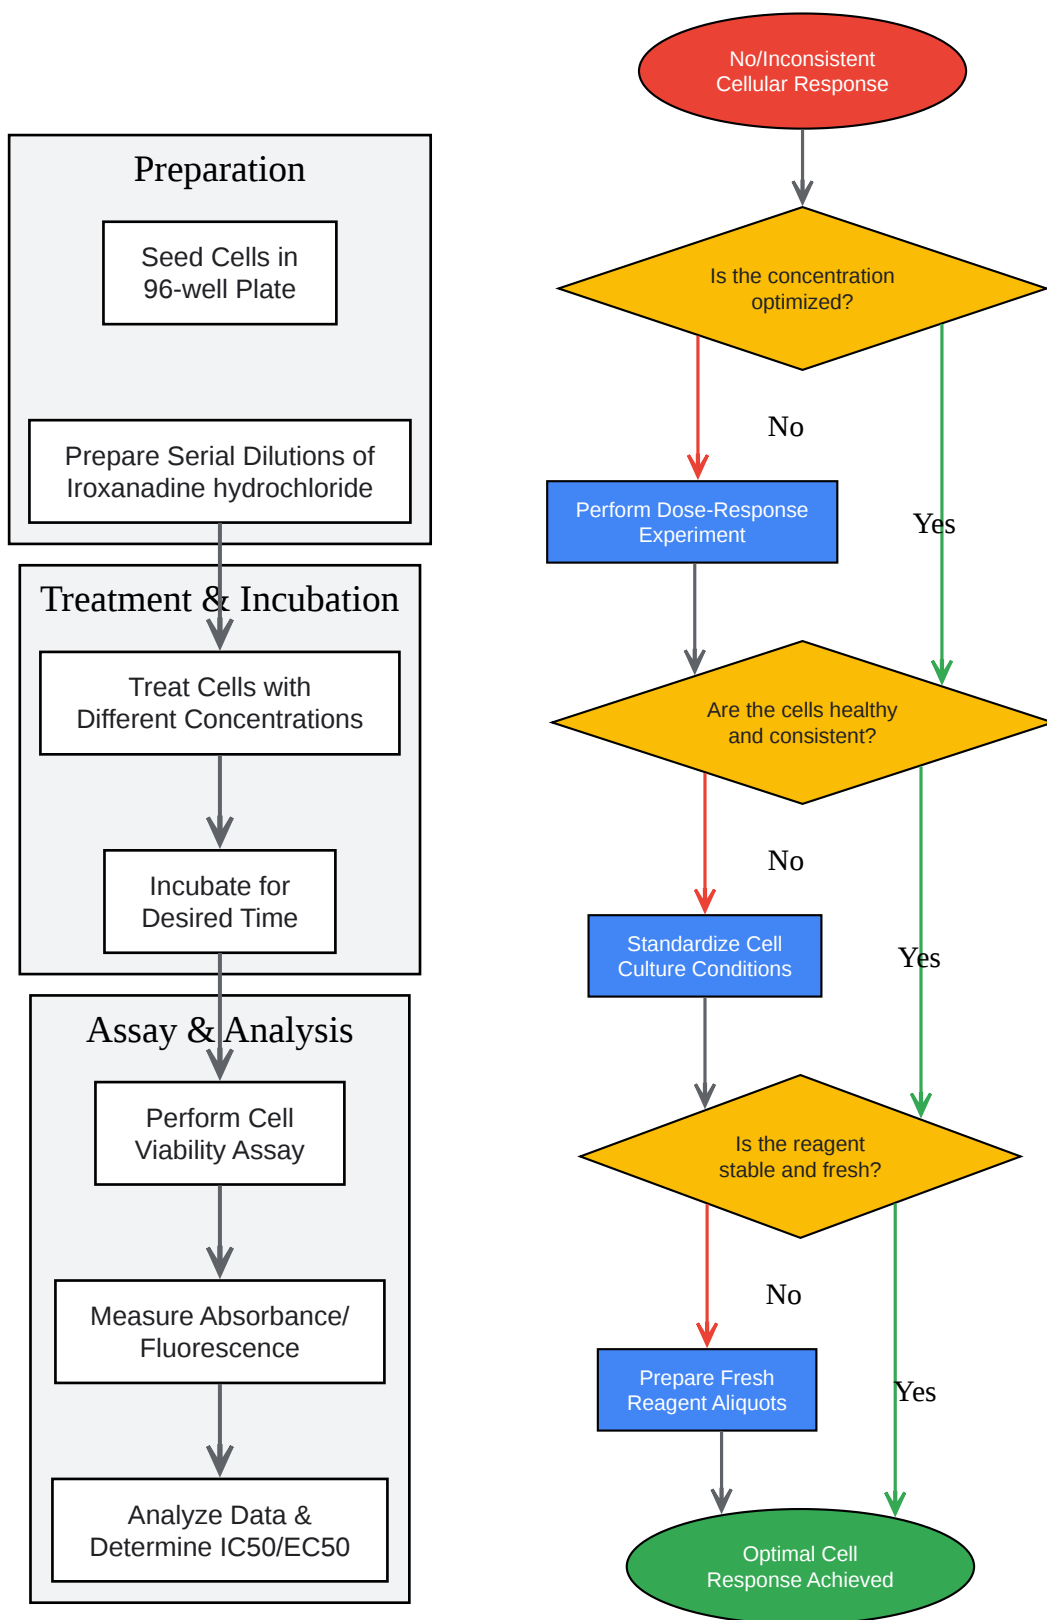 Preparation
Seed Cells in
96-well Plate
Prepare Serial Dilutions of
Iroxanadine hydrochloride
Treatment & Incubation
Treat Cells with
Different Concentrations
Incubate for
Desired Time
Assay & Analysis
Perform Cell
Viability Assay
Measure Absorbance/
Fluorescence
Analyze Data &
Determine IC50/EC50
No/Inconsistent
Cellular Response
Is the concentration
optimized?
No
Perform Dose-Response
Experiment
Yes
Are the cells healthy
and consistent?
No
Standardize Cell
Culture Conditions
Yes
Is the reagent
stable and fresh?
No
Prepare Fresh
Reagent Aliquots
Yes
Optimal Cell
Response Achieved